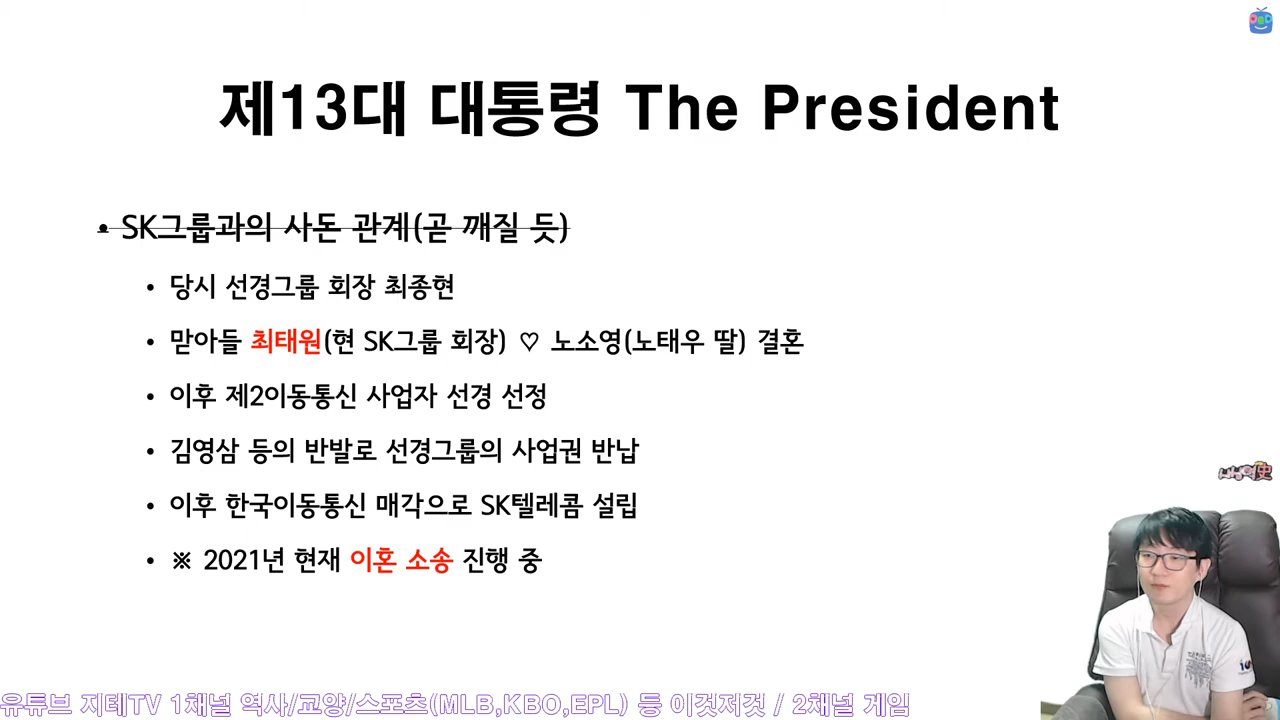 제13대 대통령 The President
• SK그룹과의 사돈 관계(곧 깨질 듯)
• 당시 선경그룹 회장 최종현
• 맏아들 최태원(현 SK그룹 회장) ♡ 노소영(노태우 딸) 결혼
• 이후 제2이동통신 사업자 선경 선정
• 김영삼 등의 반발로 선경그룹의 사업권 반납
• 이후 한국이동통신 매각으로 SK텔레콤 설립
• ※ 2021년 현재 이혼 소송 진행 중
유튜브 지테TV 1채널 역사/교양/스포츠(MLB,KBO,EPL) 등 이것저것 / 2채널 게임